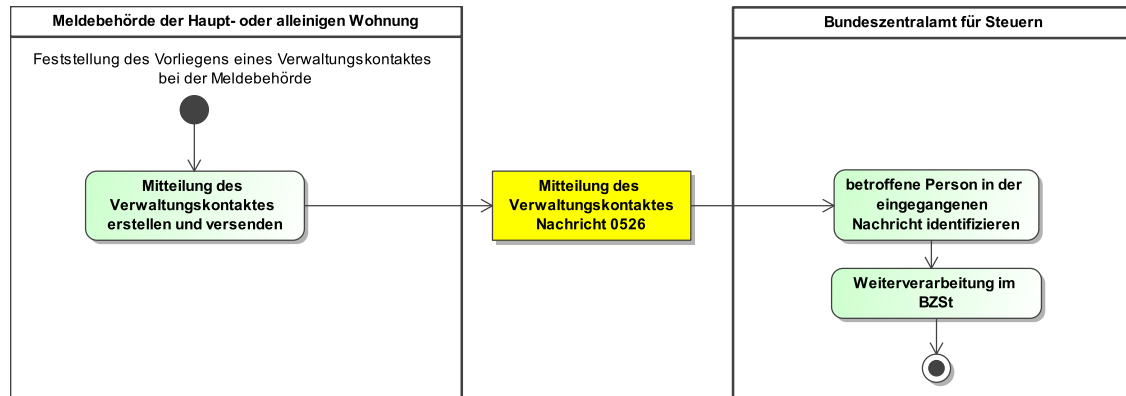 Meldebehörde der Haupt- oder alleinigen Wohnung
Feststellung des Vorliegens eines Verwaltungskontaktes
bei der Meldebehörde
Mitteilung des
Verwaltungskontaktes
erstellen und versenden
Mitteilung des
Verwaltungskontaktes
Nachricht 0526
Bundeszentralamt für Steuern
betroffene Person in der
eingegangenen
Nachricht identifizieren
Weiterverarbeitung im
BZSt